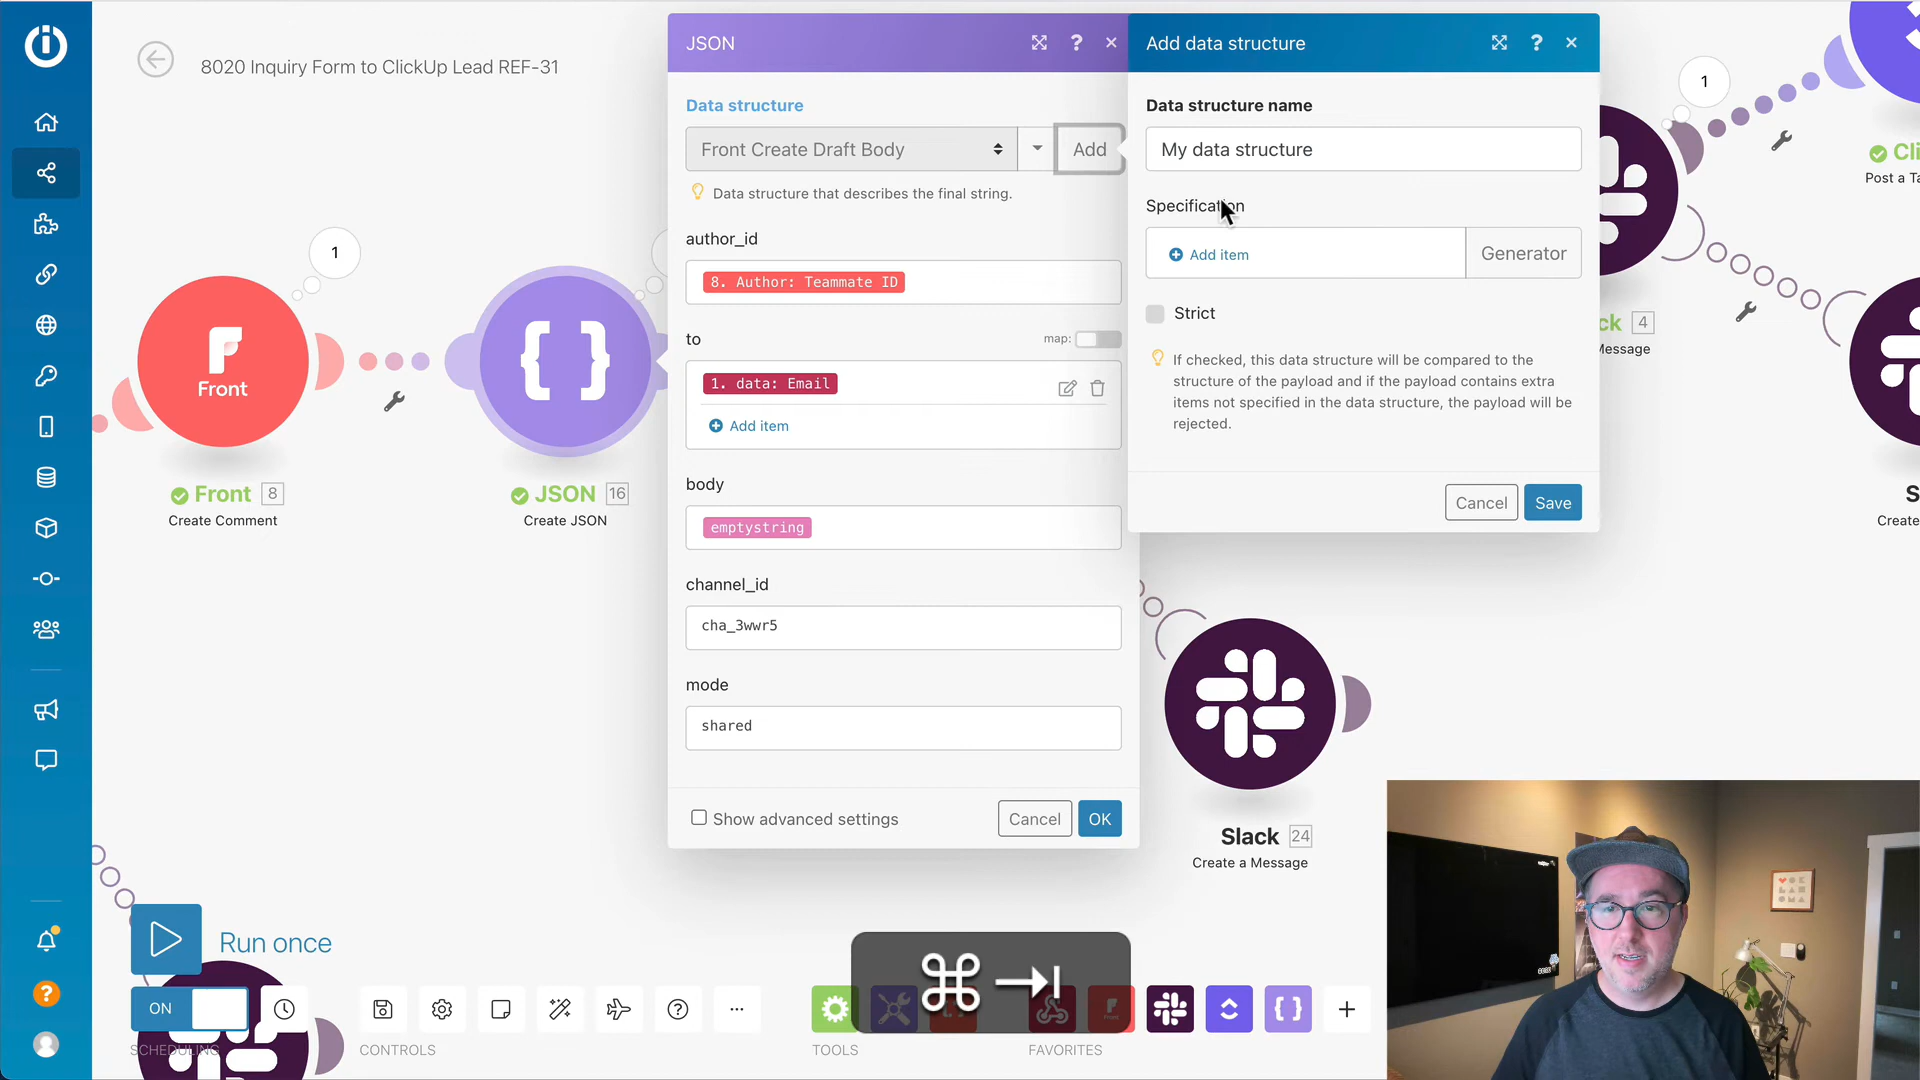 8020 Inquiry Form to ClickUp Lead REF-31
JSON
Data structure
Front Create Draft Body
Add
Data structure that describes the final string.
author_id
8. Author: Teammate ID
to
map:
1. data: Email
Add item
body
emptystring
channel_id
cha_3wwr5
mode
shared
Show advanced settings
Cancel
OK
Add data structure
Data structure name
My data structure
Specification
Add item
Generator
Strict
If checked, this data structure will be compared to the
structure of the payload and if the payload contains extra
items not specified in the data structure, the payload will be
rejected.
Cancel
Save
1
Front
Front 8
Create Comment
JSON 16
Create JSON
1
Cli
Post a Ta
ck 4
Message
S
Create
Slack 24
Create a Message
Run once
ON
SCHEDULING
CONTROLS
TOOLS
FAVORITES